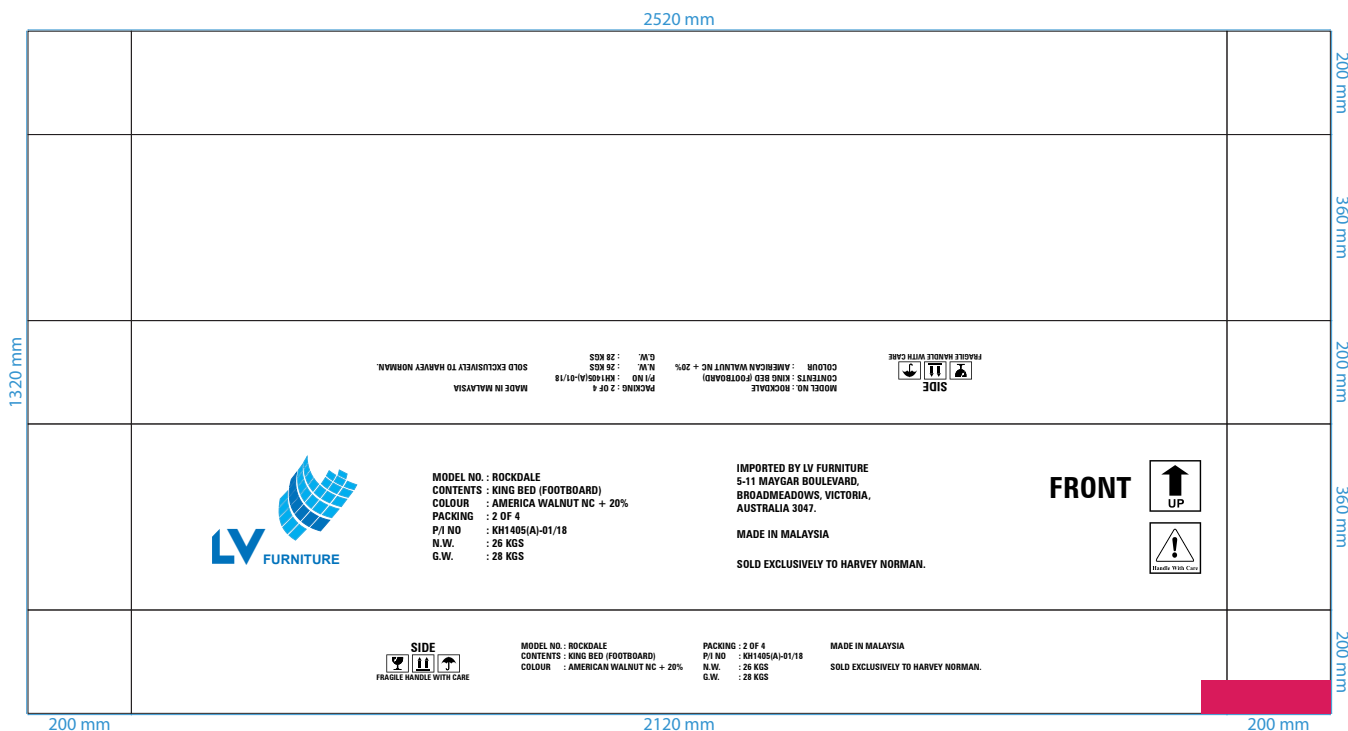 2520 mm
200 mm
360 mm
1320 mm
200 mm
SIDE
FRAGILE HANDLE WITH CARE
MODEL NO. : ROCKDALE
CONTENTS : KING BED (FOOTBOARD)
COLOUR : AMERICAN WALNUT NC + 20%
PACKING : 2 OF 4
P/I NO : KH1405(A)-01/18
N.W. : 26 KGS
G.W. : 28 KGS
MADE IN MALAYSIA
SOLD EXCLUSIVELY TO HARVEY NORMAN.
LV FURNITURE
MODEL NO. : ROCKDALE
CONTENTS : KING BED (FOOTBOARD)
COLOUR : AMERICA WALNUT NC + 20%
PACKING : 2 OF 4
P/I NO : KH1405(A)-01/18
N.W. : 26 KGS
G.W. : 28 KGS
IMPORTED BY LV FURNITURE
5-11 MAYGAR BOULEVARD,
BROADMEADOWS, VICTORIA,
AUSTRALIA 3047.
MADE IN MALAYSIA
SOLD EXCLUSIVELY TO HARVEY NORMAN.
FRONT
UP
Handle With Care
360 mm
SIDE
FRAGILE HANDLE WITH CARE
MODEL NO. : ROCKDALE
CONTENTS : KING BED (FOOTBOARD)
COLOUR : AMERICAN WALNUT NC + 20%
PACKING : 2 OF 4
P/I NO : KH1405(A)-01/18
N.W. : 26 KGS
G.W. : 28 KGS
MADE IN MALAYSIA
SOLD EXCLUSIVELY TO HARVEY NORMAN.
200 mm
200 mm
2120 mm
200 mm